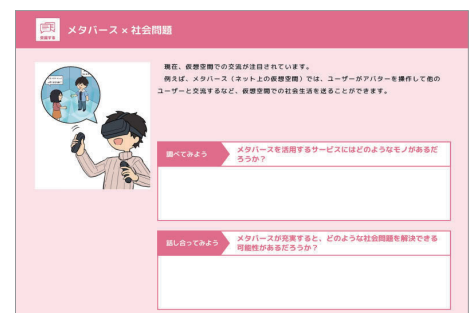 メタバース×社会問題
現在、仮想空間での交流が注目されています。
例えば、メタバース（ネット上の仮想空間）では、ユーザーがアバターを操作して他の
ユーザーと交流するなど、仮想空間での社会生活を送ることができます。
調べてみよう
メタバースを活用するサービスにはどのようなモノがあるだ
ろうか？
話し合ってみよう
メタバースが充実すると、どのような社会問題を解決できる
可能性があるだろうか？